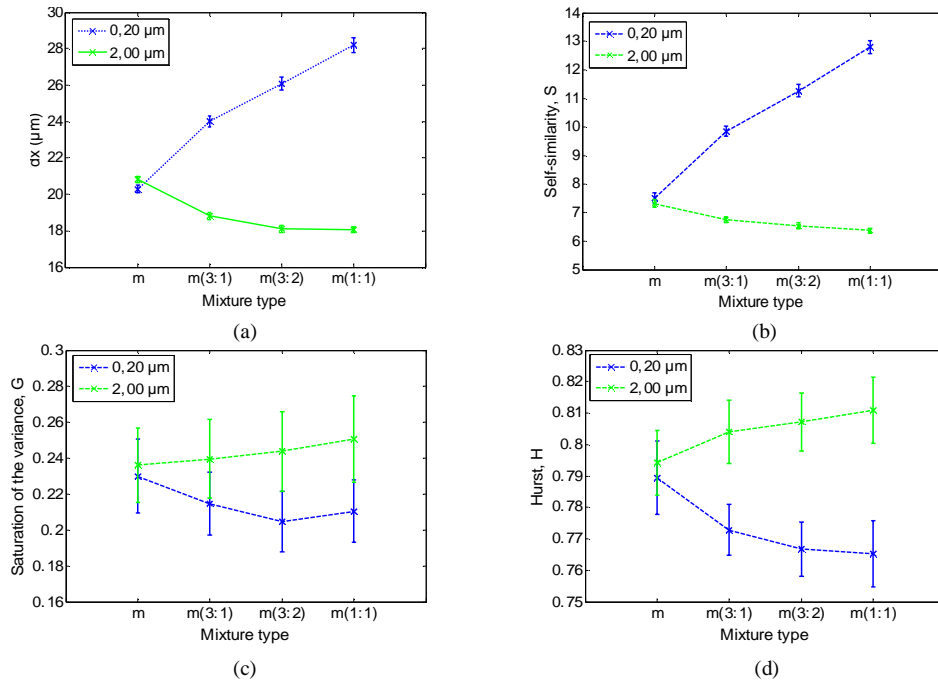 30
28
26
24
22
20
18
16
dx (µm)
0,20 µm
2,00 µm
m m(3:1) m(3:2) m(1:1)
Mixture type
(a)
14
13
12
11
10
9
8
7
6
5
Self-similarity, S
0,20 µm
2,00 µm
m m(3:1) m(3:2) m(1:1)
Mixture type
(b)
0.3
0.28
0.26
0.24
0.22
0.2
0.18
0.16
Saturation of the variance, G
0,20 µm
2,00 µm
m m(3:1) m(3:2) m(1:1)
Mixture type
(c)
0.83
0.82
0.81
0.8
0.79
0.78
0.77
0.76
0.75
Hurst, H
0,20 µm
2,00 µm
m m(3:1) m(3:2) m(1:1)
Mixture type
(d)